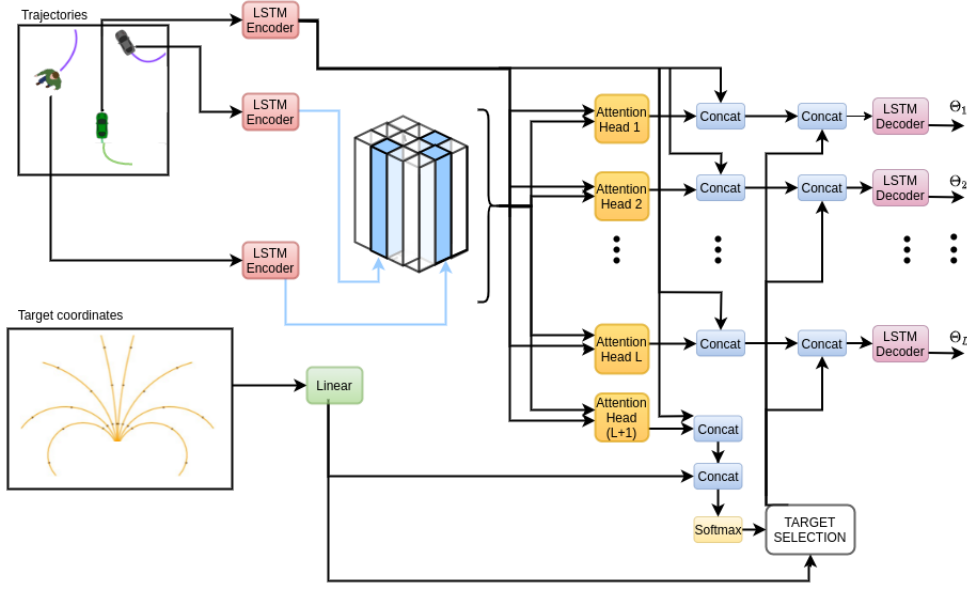 Trajectories
LSTM
Encoder
LSTM
Encoder
LSTM
Encoder
Target coordinates
Linear
Attention
Head 1
Attention
Head 2
Attention
Head L
Attention
Head
(L+1)
Concat
Concat
Concat
Concat
Concat
Softmax
Concat
Concat
Concat
TARGET
SELECTION
LSTM
Decoder
LSTM
Decoder
LSTM
Decoder
Θ1
Θ2
ΘL